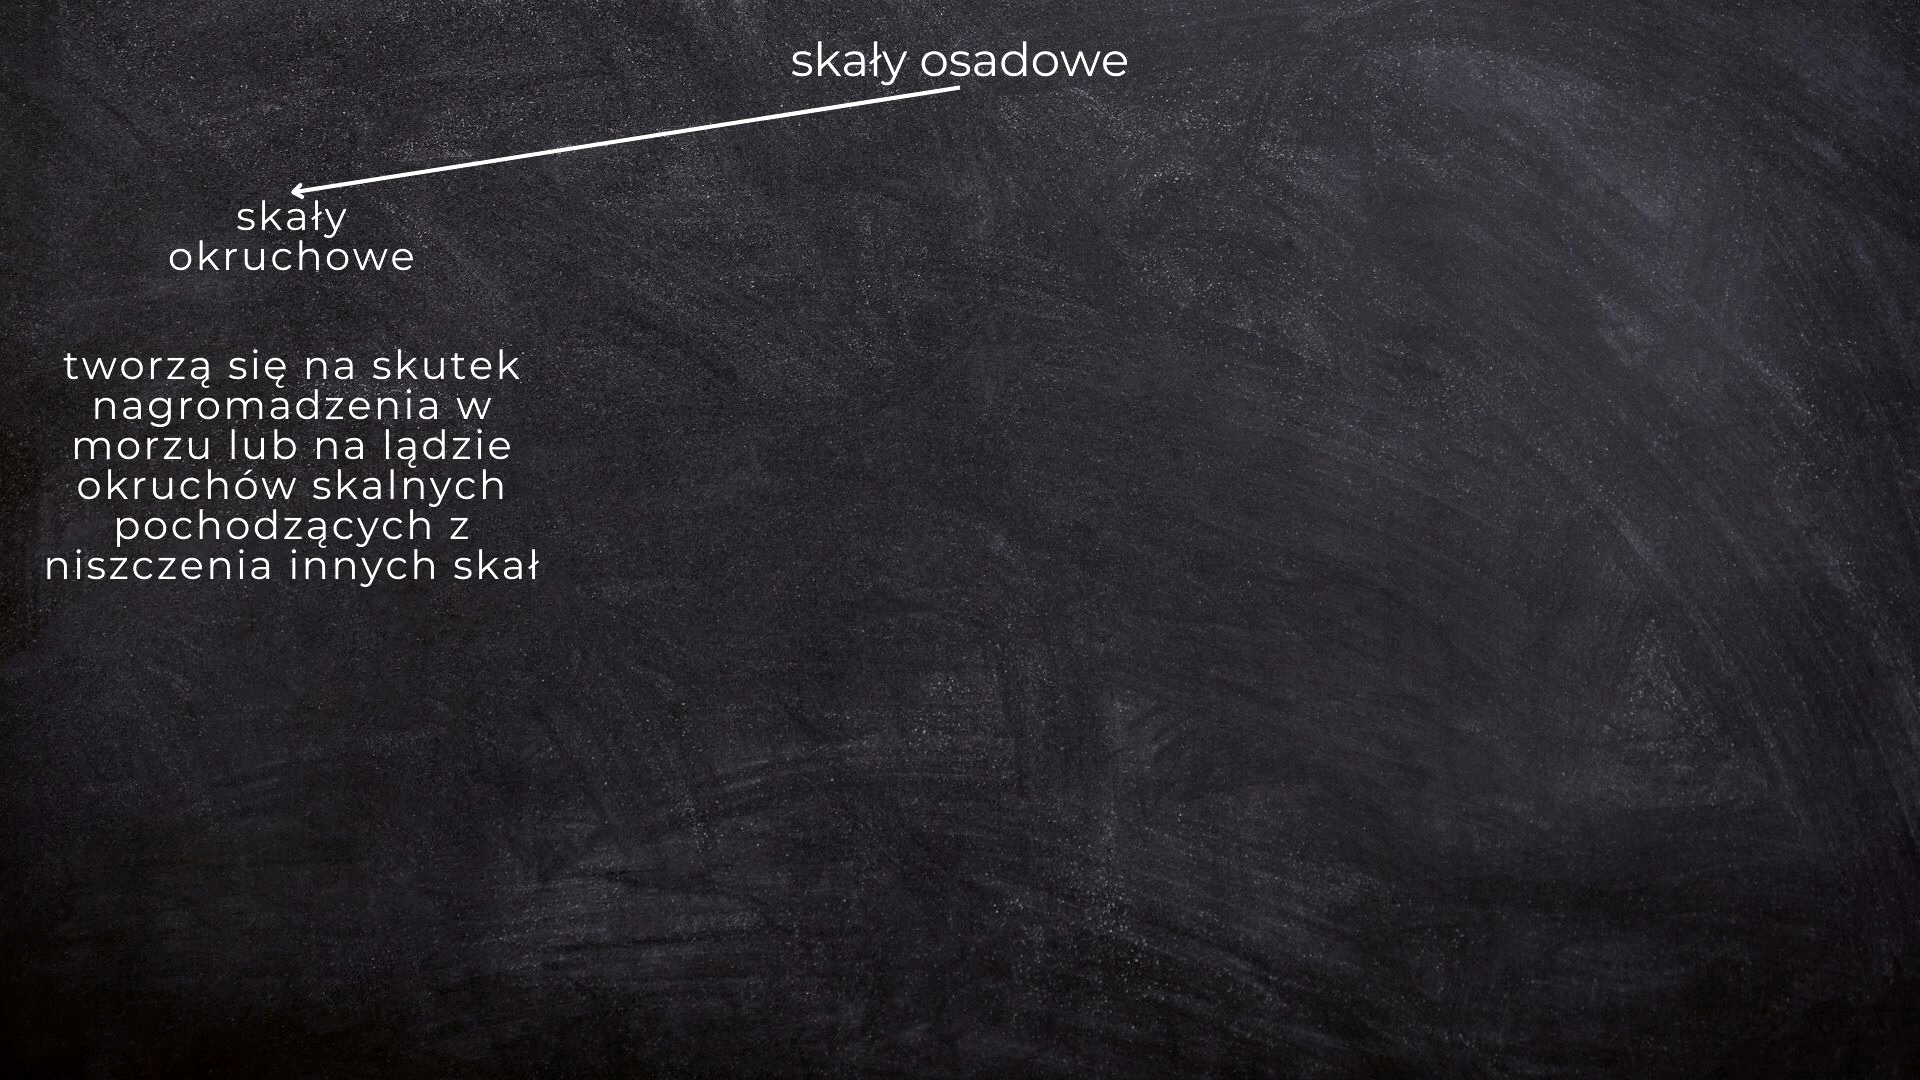 skały osadowe
skały
okruchowe
tworzą się na skutek
nagromadzenia w
morzu lub na lądzie
okruchów skalnych
pochodzących z
niszczenia innych skał